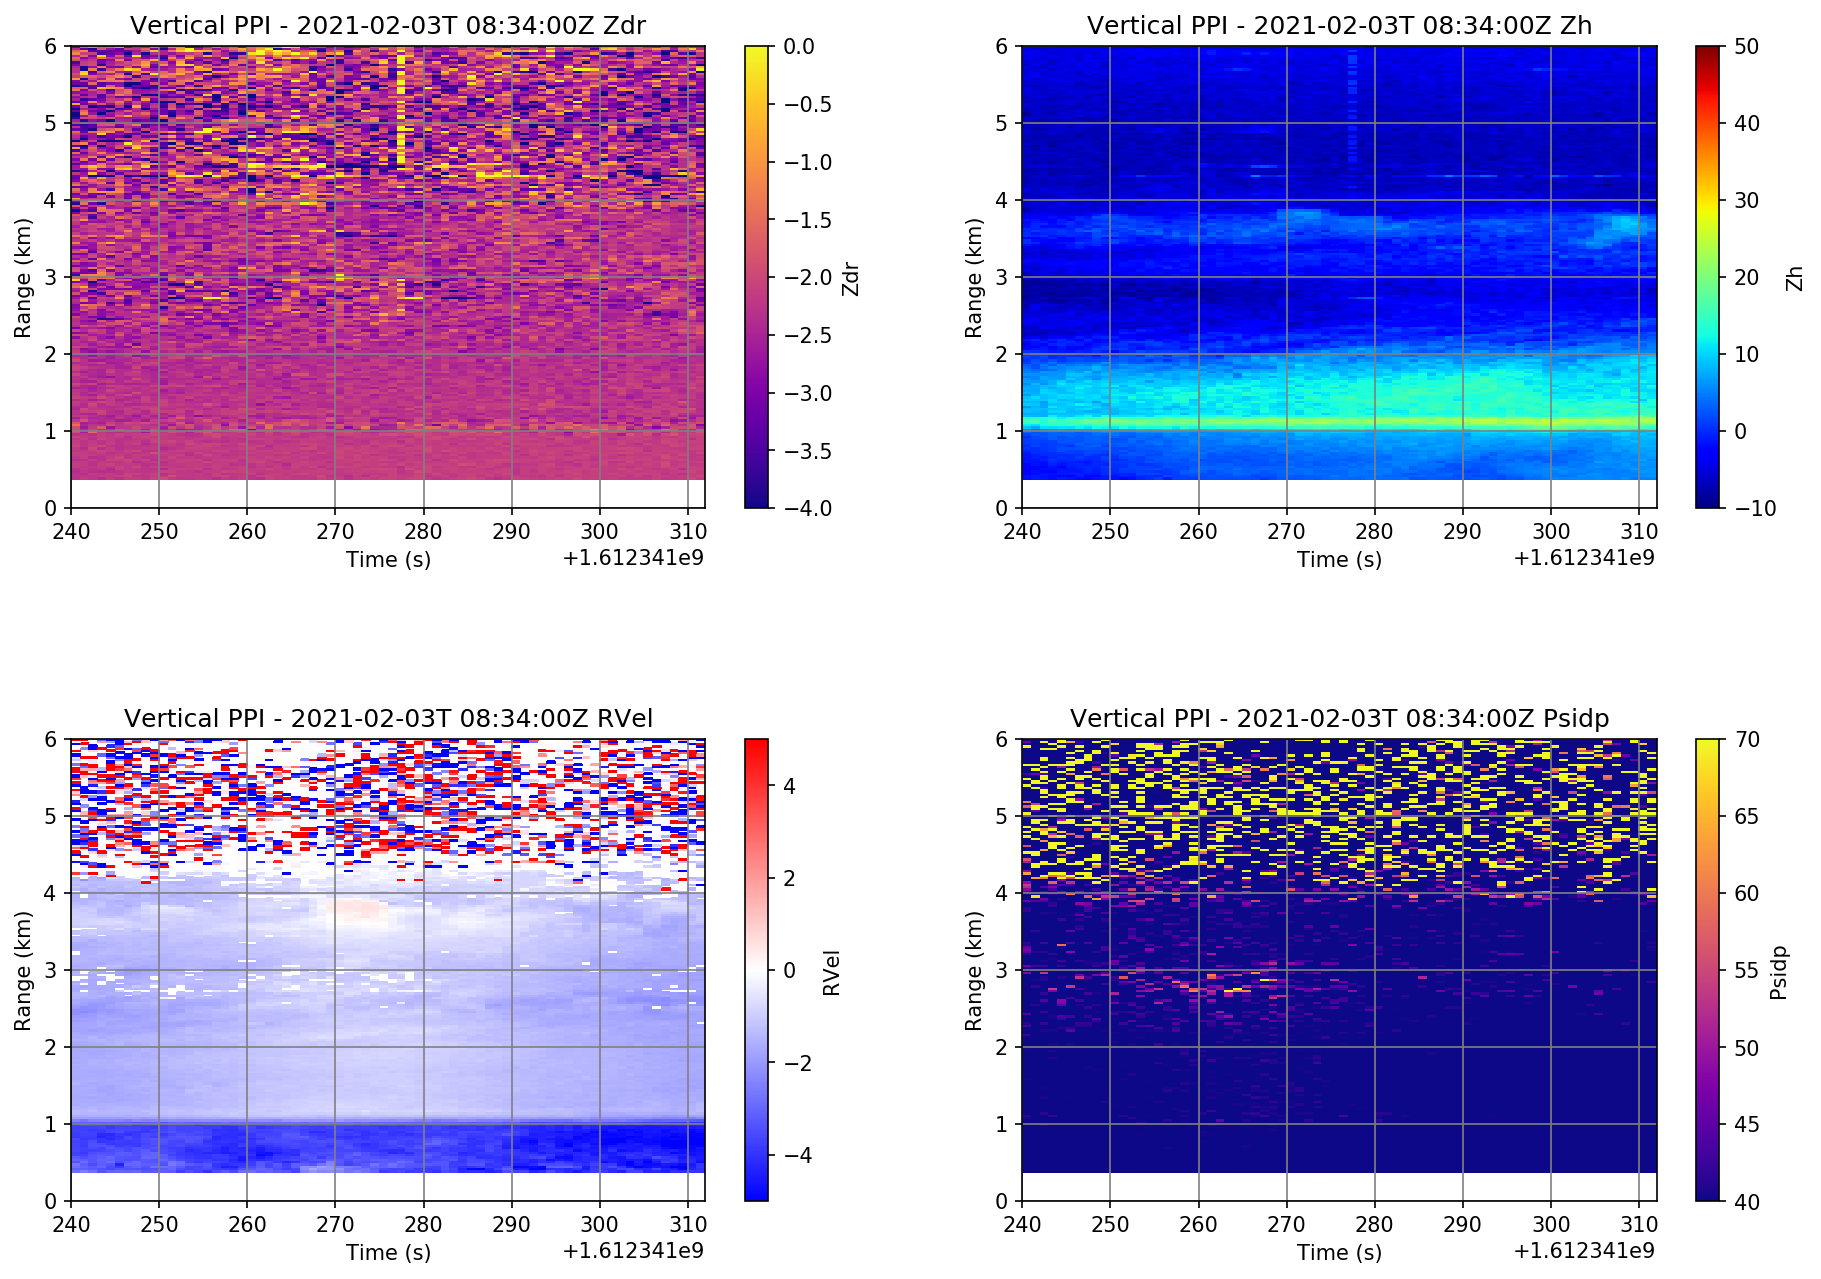 Vertical PPI - 2021-02-03T 08:34:00Z Zdr
6
5
4
3
2
1
0
Range (km)
240 250 260 270 280 290 300 310
Time (s)
+1.612341e9
0.0
−0.5
−1.0
−1.5
−2.0
−2.5
−3.0
−3.5
−4.0
Zdr
Vertical PPI - 2021-02-03T 08:34:00Z Zh
6
5
4
3
2
1
0
Range (km)
240 250 260 270 280 290 300 310
Time (s)
+1.612341e9
50
40
30
20
10
0
−10
Zh
Vertical PPI - 2021-02-03T 08:34:00Z RVel
6
5
4
3
2
1
0
Range (km)
240 250 260 270 280 290 300 310
Time (s)
+1.612341e9
4
2
0
−2
−4
RVel
Vertical PPI - 2021-02-03T 08:34:00Z Psidp
6
5
4
3
2
1
0
Range (km)
240 250 260 270 280 290 300 310
Time (s)
+1.612341e9
70
65
60
55
50
45
40
Psidp